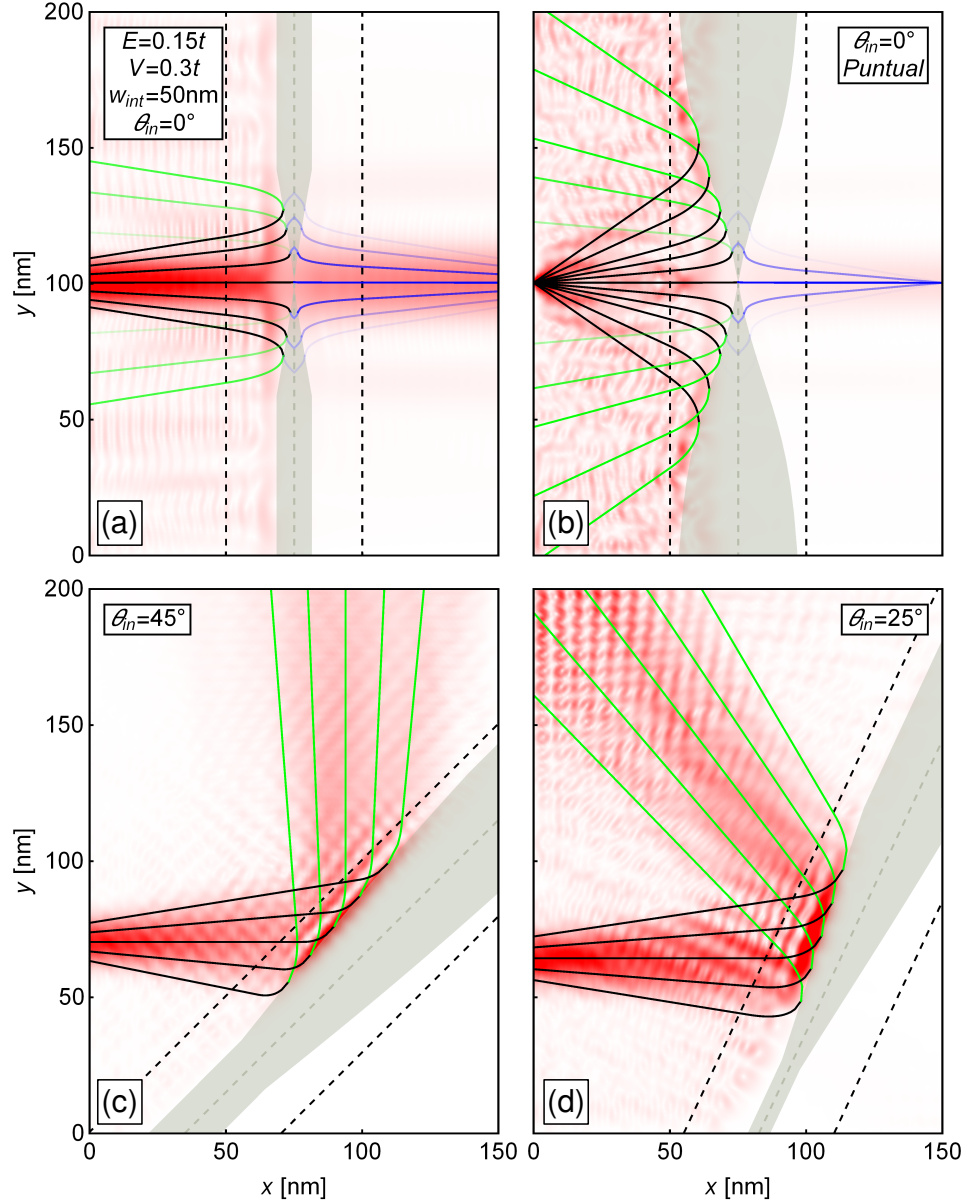 200
150
100
50
0
y [nm]
E=0.15t
V=0.3t
w_int=50nm
θ_in=0°
(a)
θ_in=0°
Puntual
(b)
200
150
100
50
0
y [nm]
θ_in=45°
(c)
θ_in=25°
(d)
0 50 100 150
0 50 100 150
x [nm]
x [nm]